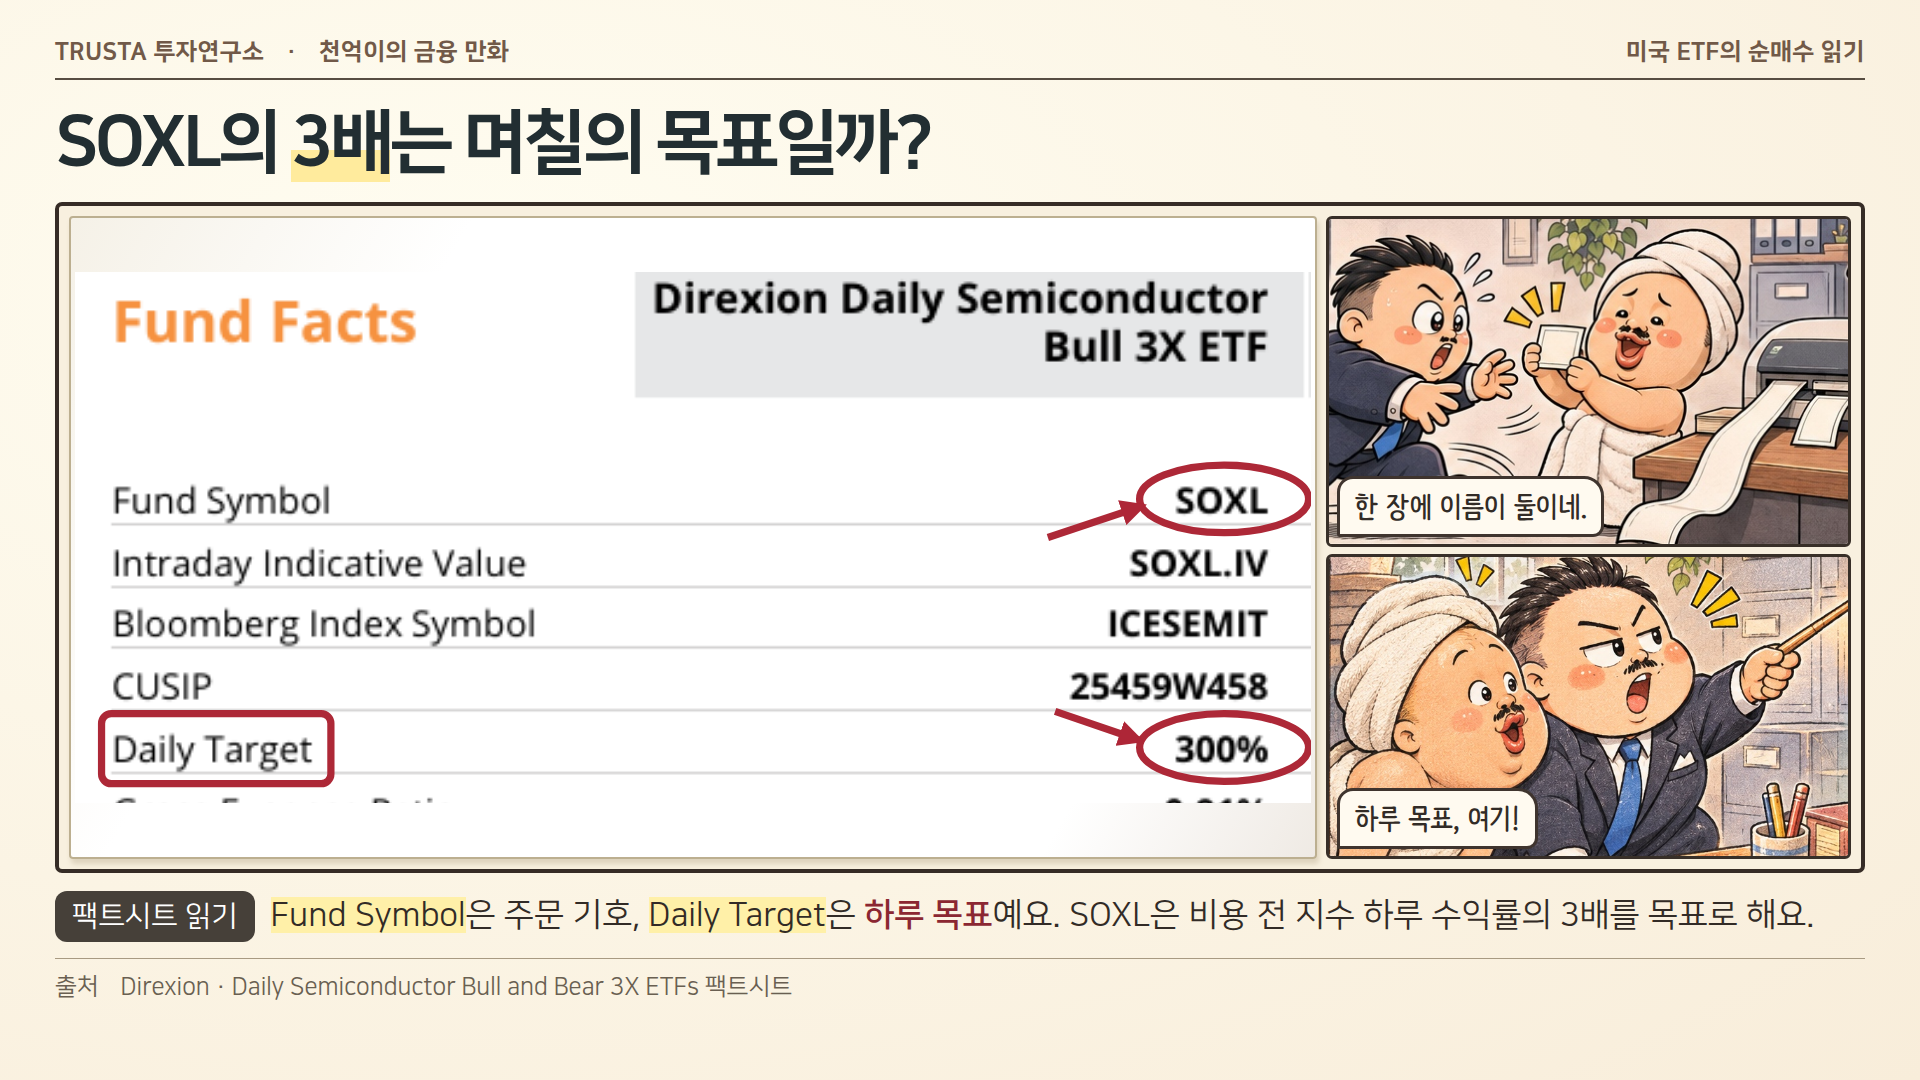 TRUSTA 투자연구소 · 천억이의 금융 만화
미국 ETF의 순매수 읽기
SOXL의 3배는 며칠의 목표일까?
Fund Facts
Direxion Daily Semiconductor
Bull 3X ETF
Fund Symbol SOXL
Intraday Indicative Value SOXL.IV
Bloomberg Index Symbol ICESEMIT
CUSIP 25459W458
Daily Target 300%
한 장에 이름이 둘이네.
하루 목표, 여기!
팩트시트 읽기 Fund Symbol은 주문 기호, Daily Target은 하루 목표예요. SOXL은 비용 전 지수 하루 수익률의 3배를 목표로 해요.
출처 Direxion · Daily Semiconductor Bull and Bear 3X ETFs 팩트시트